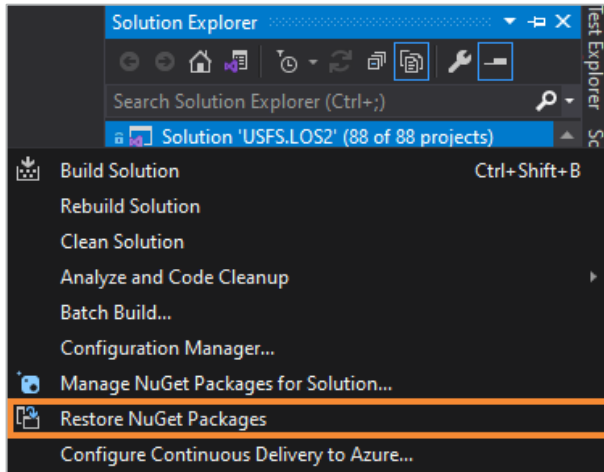 Solution Explorer
Search Solution Explorer (Ctrl+;)
Solution 'USFS.LOS2' (88 of 88 projects)
Test Explorer
Sc
Build Solution Ctrl+Shift+B
Rebuild Solution
Clean Solution
Analyze and Code Cleanup
Batch Build...
Configuration Manager...
Manage NuGet Packages for Solution...
Restore NuGet Packages
Configure Continuous Delivery to Azure...